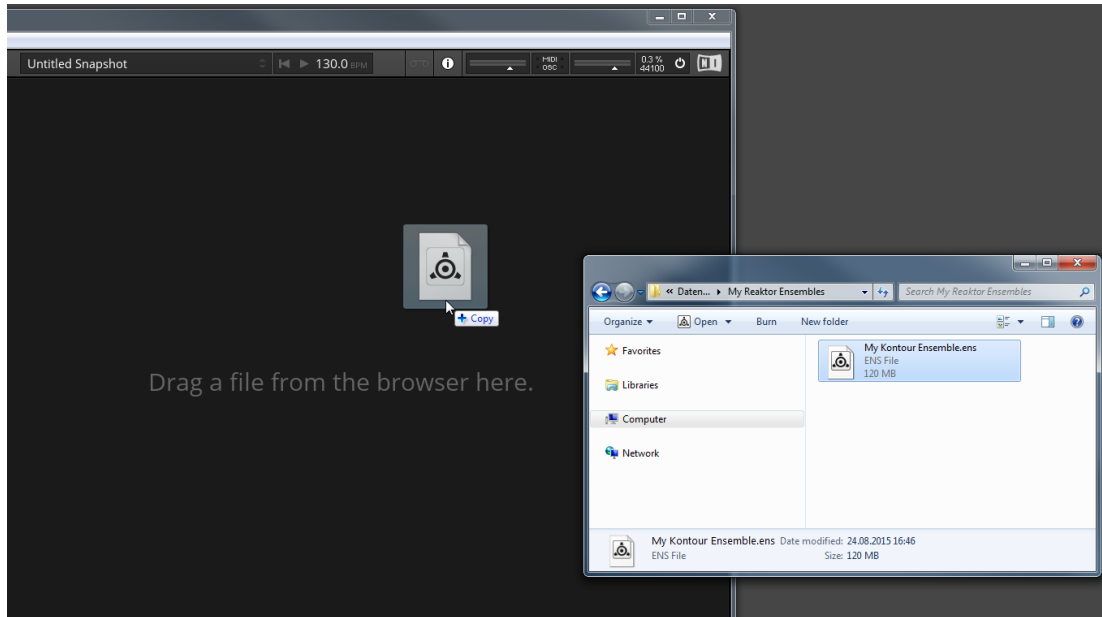 Untitled Snapshot
130.0 BPM
MIDI
OSC
0.3 %
44100
Copy
Drag a file from the browser here.
« Daten... ▸ My Reaktor Ensembles
Search My Reaktor Ensembles
Organize Open Burn New folder
Favorites
Libraries
Computer
Network
My Kontour Ensemble.ens
ENS File
120 MB
My Kontour Ensemble.ens Date modified: 24.08.2015 16:46
ENS File Size: 120 MB